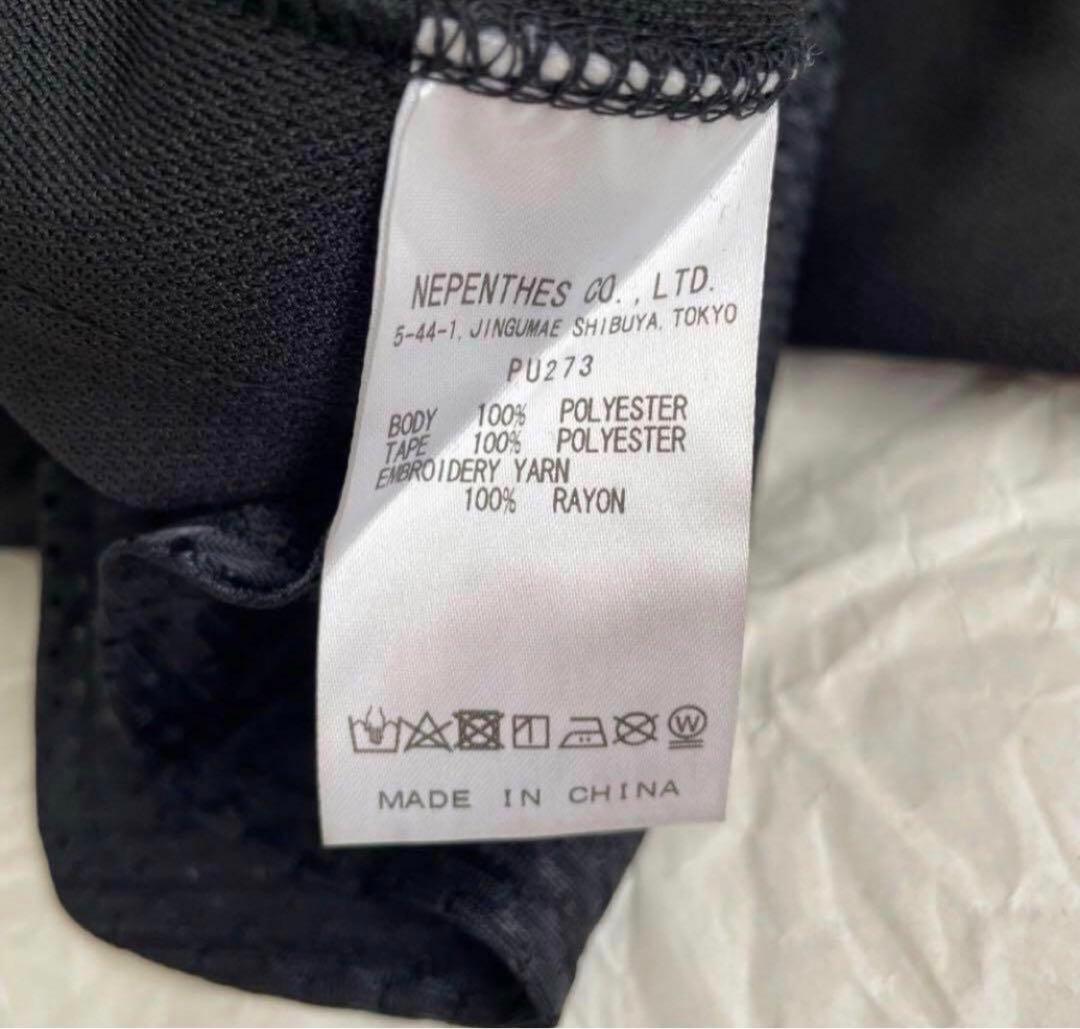 NEPENTHES CO., LTD.
5-44-1, JINGUMAE SHIBUYA, TOKYO
PU273
BODY 100% POLYESTER
TAPE 100% POLYESTER
EMBROIDERY YARN
100% RAYON
W
MADE IN CHINA